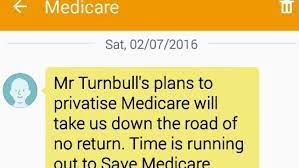 Medicare
Sat, 02/07/2016
Mr Turnbull's plans to
privatise Medicare will
take us down the road of
no return. Time is running
out to Save Medicare